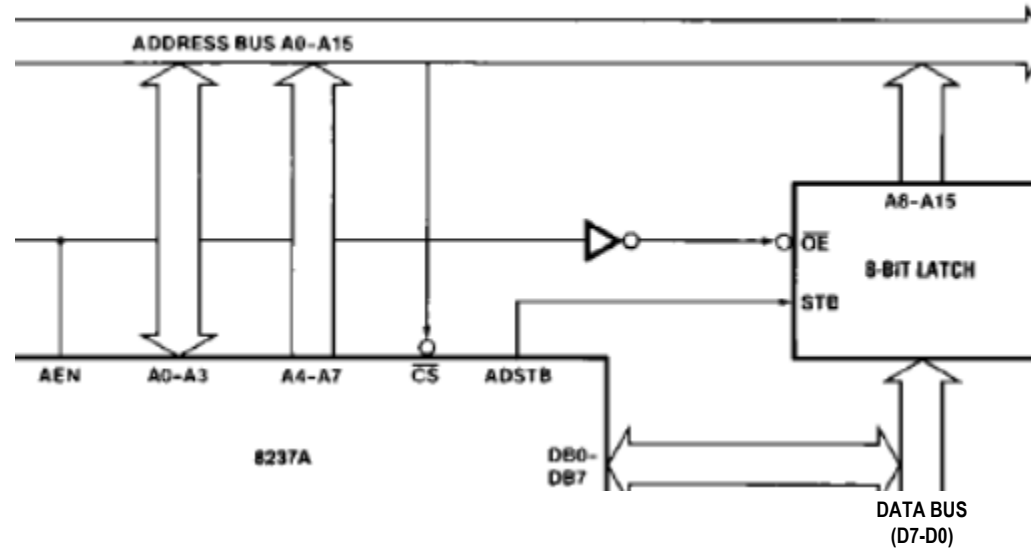 ADDRESS BUS A0-A15
A8-A15
OE
8-BIT LATCH
STB
AEN
A0-A3
A4-A7
CS
ADSTB
8237A
DB0-
DB7
DATA BUS
(D7-D0)